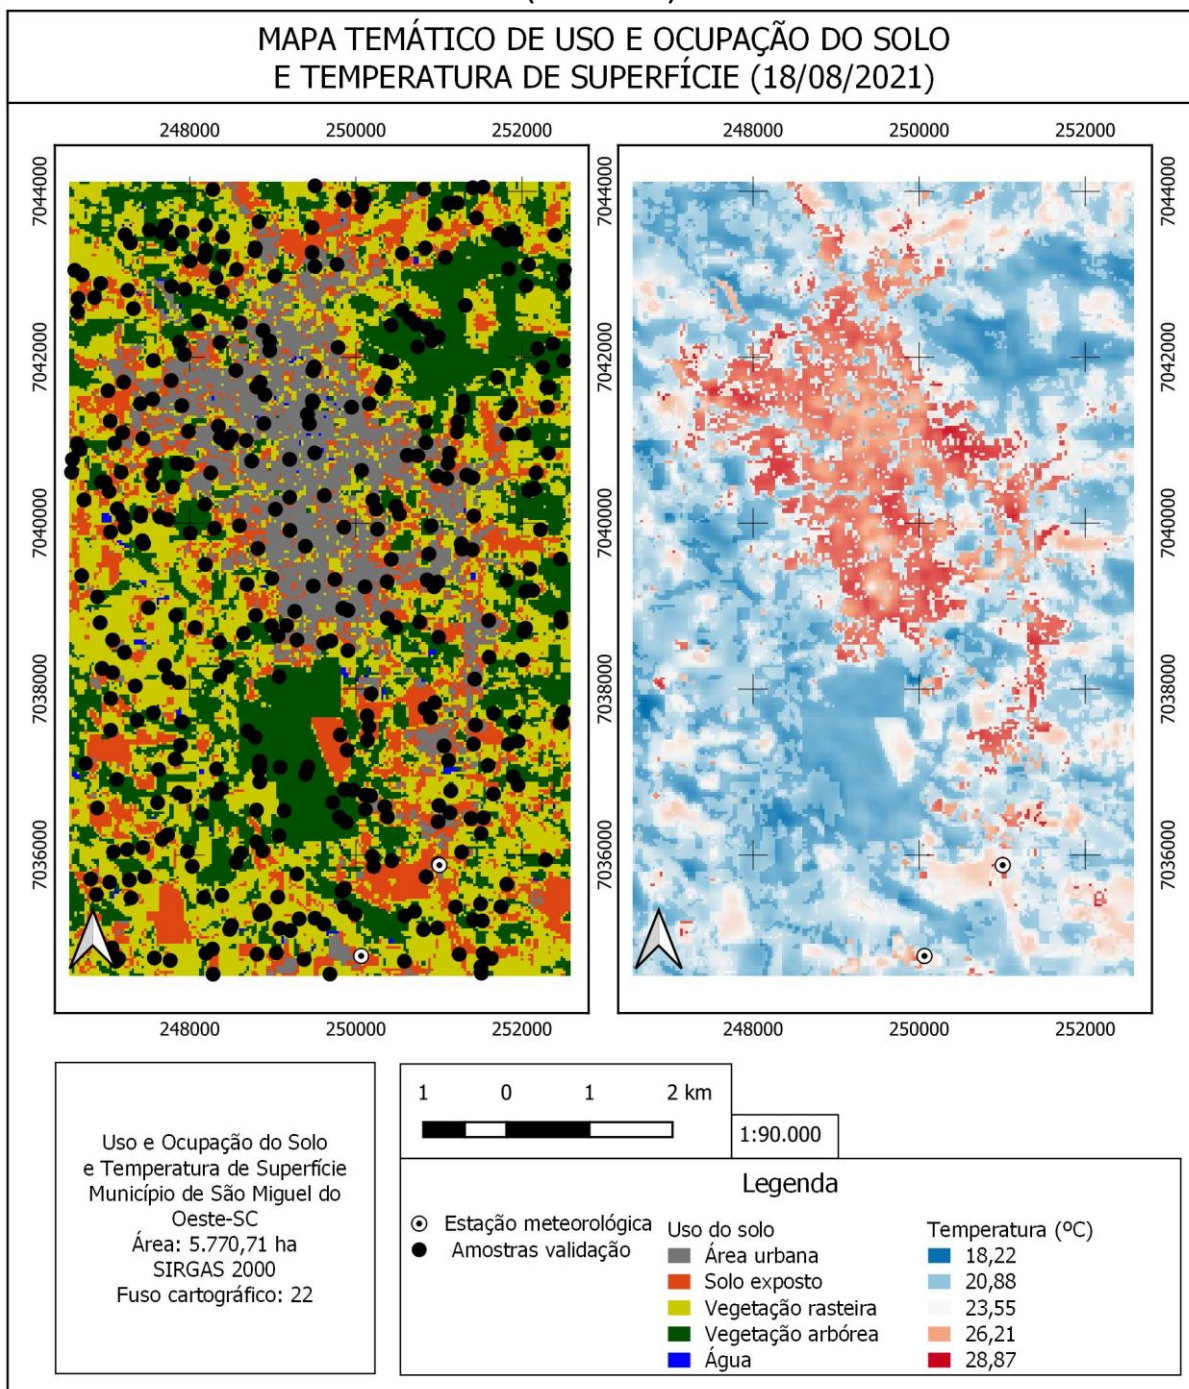 MAPA TEMÁTICO DE USO E OCUPAÇÃO DO SOLO
E TEMPERATURA DE SUPERFÍCIE (18/08/2021)
248000 250000 252000 248000 250000 252000
7044000 7044000 7044000
7042000 7042000 7042000
7040000 7040000 7040000
7038000 7038000 7038000
7036000 7036000 7036000
248000 250000 252000 248000 250000 252000
Uso e Ocupação do Solo
e Temperatura de Superfície
Município de São Miguel do
Oeste-SC
Área: 5.770,71 ha
SIRGAS 2000
Fuso cartográfico: 22
1 0 1 2 km
1:90.000
Legenda
Estação meteorológica
Amostras validação
Uso do solo
Área urbana
Solo exposto
Vegetação rasteira
Vegetação arbórea
Água
Temperatura (ºC)
18,22
20,88
23,55
26,21
28,87